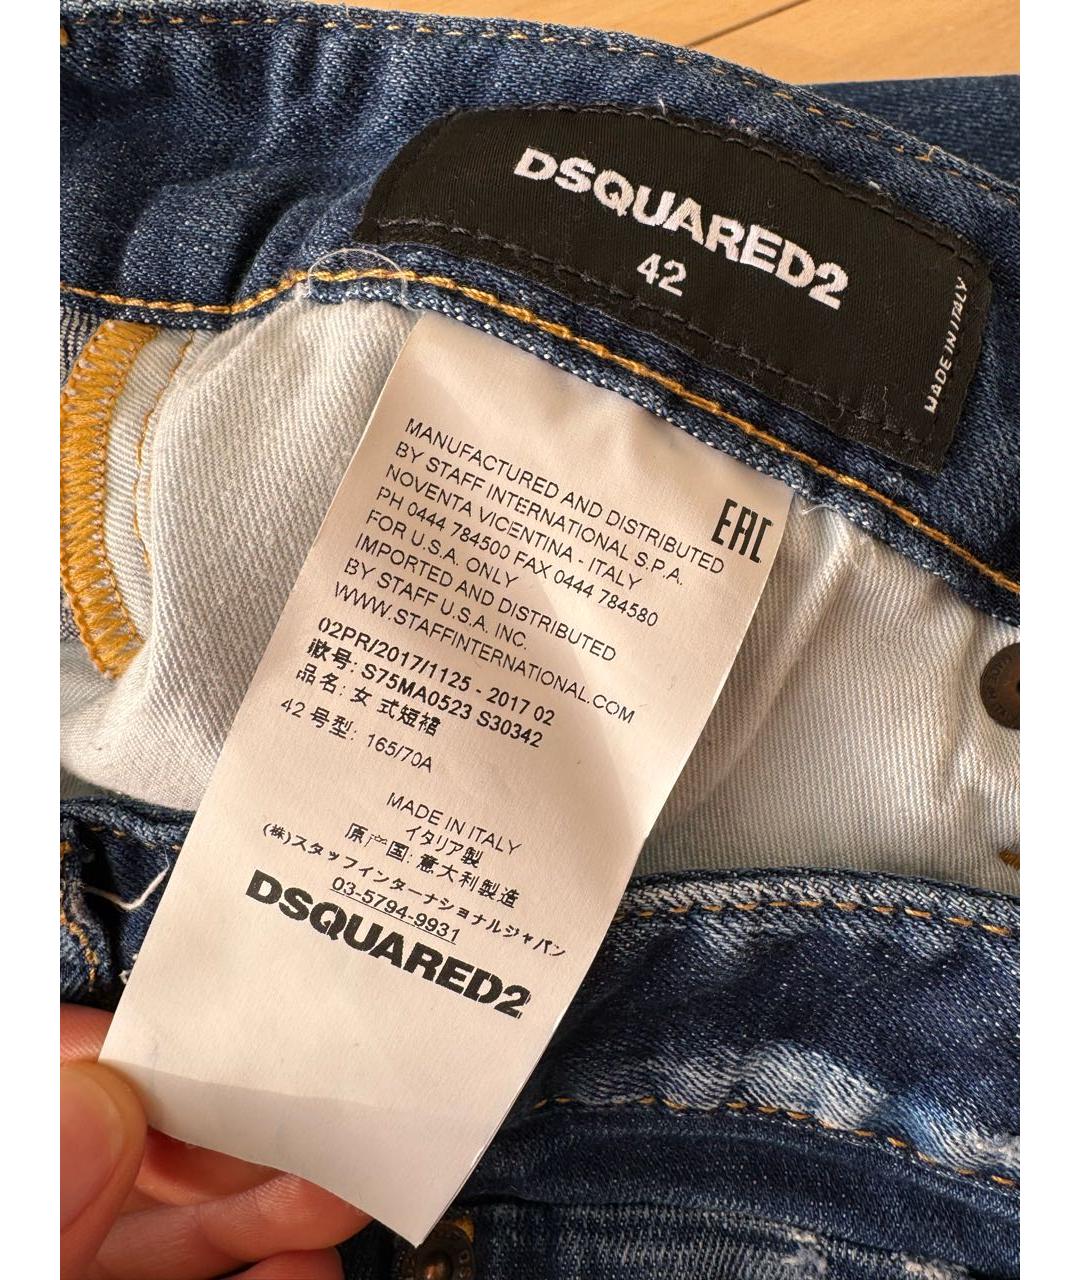 DSQUARED2
42
MADE IN ITALY
MANUFACTURED AND DISTRIBUTED
BY STAFF INTERNATIONAL S.P.A.
NOVENTA VICENTINA - ITALY
PH 0444 784500 FAX 0444 784580
FOR U.S.A. ONLY
IMPORTED AND DISTRIBUTED
BY STAFF U.S.A. INC.
WWW.STAFFINTERNATIONAL.COM
EAC
02PR/2017/1125 - 2017 02
款号: S75MA0523 S30342
品名: 女 式短裙
42 号型: 165/70A
MADE IN ITALY
イタリア製
原产国: 意大利製造
(株)スタッフインターナショナルジャパン
03-5794-9931
DSQUARED2